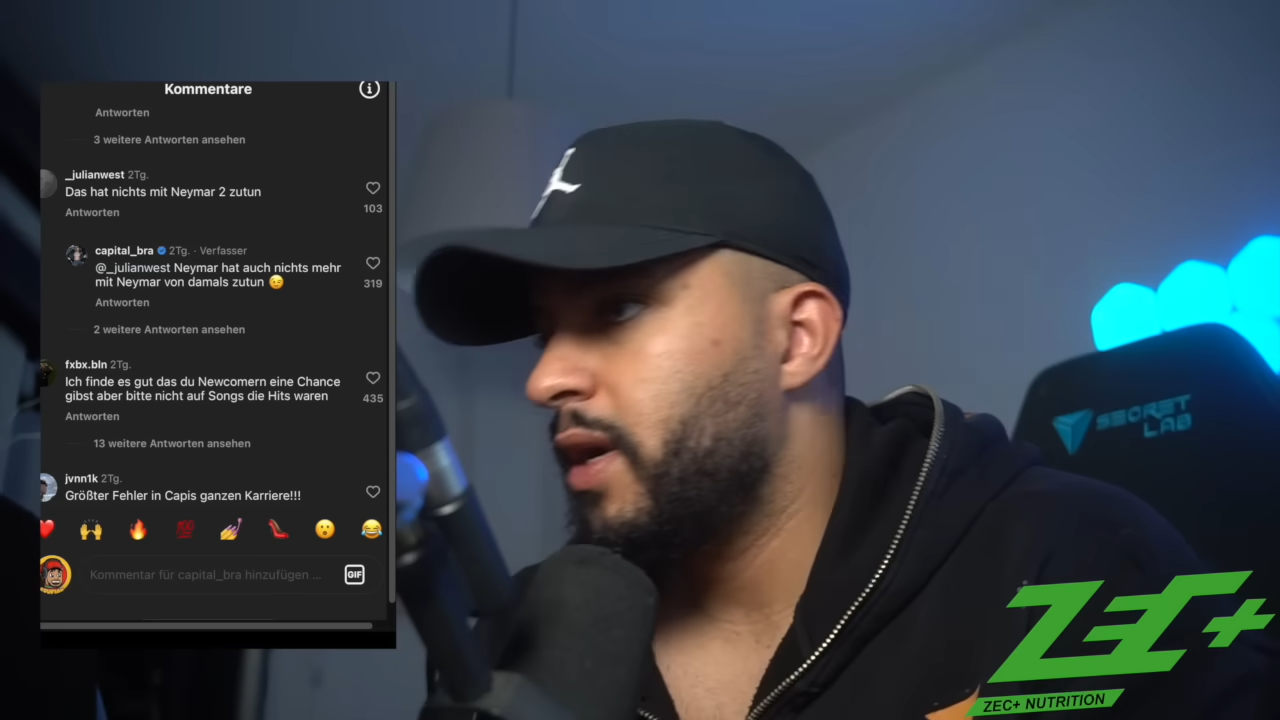 Kommentare
Antworten
3 weitere Antworten ansehen
_julianwest 2Tg.
Das hat nichts mit Neymar 2 zutun
103
Antworten
capital_bra 2Tg. · Verfasser
@_julianwest Neymar hat auch nichts mehr
mit Neymar von damals zutun 😉
319
Antworten
2 weitere Antworten ansehen
fxbx.bln 2Tg.
Ich finde es gut das du Newcomern eine Chance
gibst aber bitte nicht auf Songs die Hits waren
435
Antworten
13 weitere Antworten ansehen
jvnn1k 2Tg.
Größter Fehler in Capis ganzen Karriere!!!
❤️ 🙌 🔥 💯 💅 👠 😮 😂
Kommentar für capital_bra hinzufügen ...
GIF
SECRET
LAB
ZEC+
ZEC+ NUTRITION